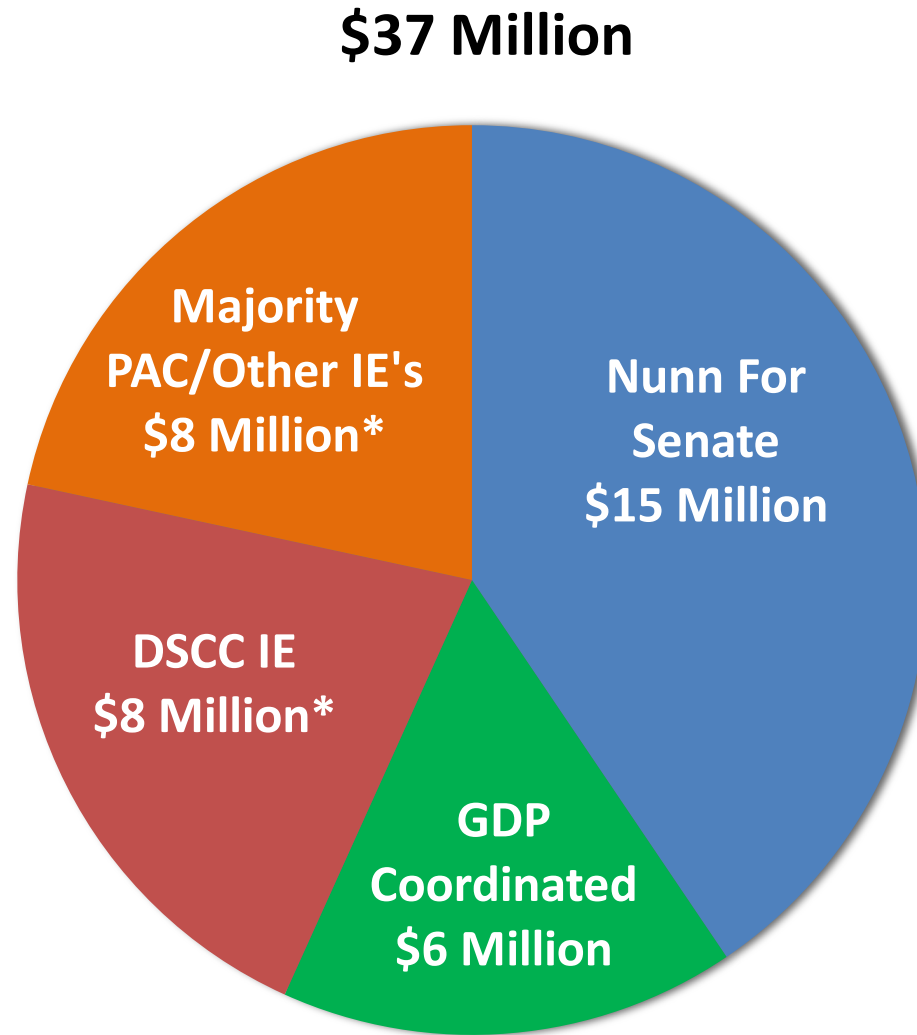 $37 Million
Majority
PAC/Other IE's
$8 Million*
Nunn For
Senate
$15 Million
DSCC IE
$8 Million*
GDP
Coordinated
$6 Million